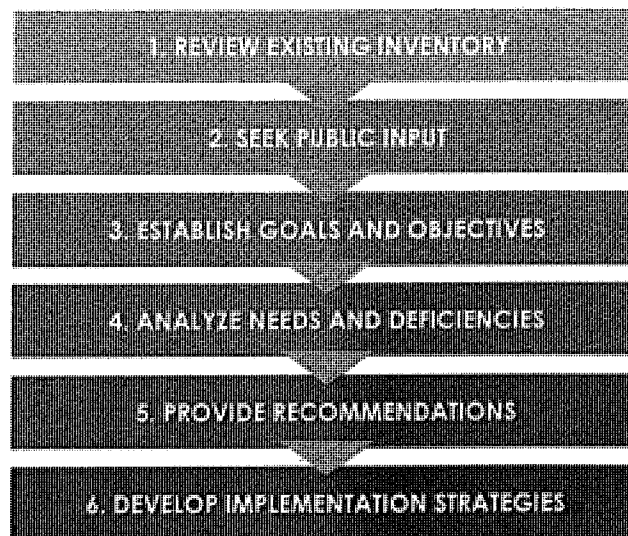 1. REVIEW EXISTING INVENTORY
2. SEEK PUBLIC INPUT
3. ESTABLISH GOALS AND OBJECTIVES
4. ANALYZE NEEDS AND DEFICIENCIES
5. PROVIDE RECOMMENDATIONS
6. DEVELOP IMPLEMENTATION STRATEGIES